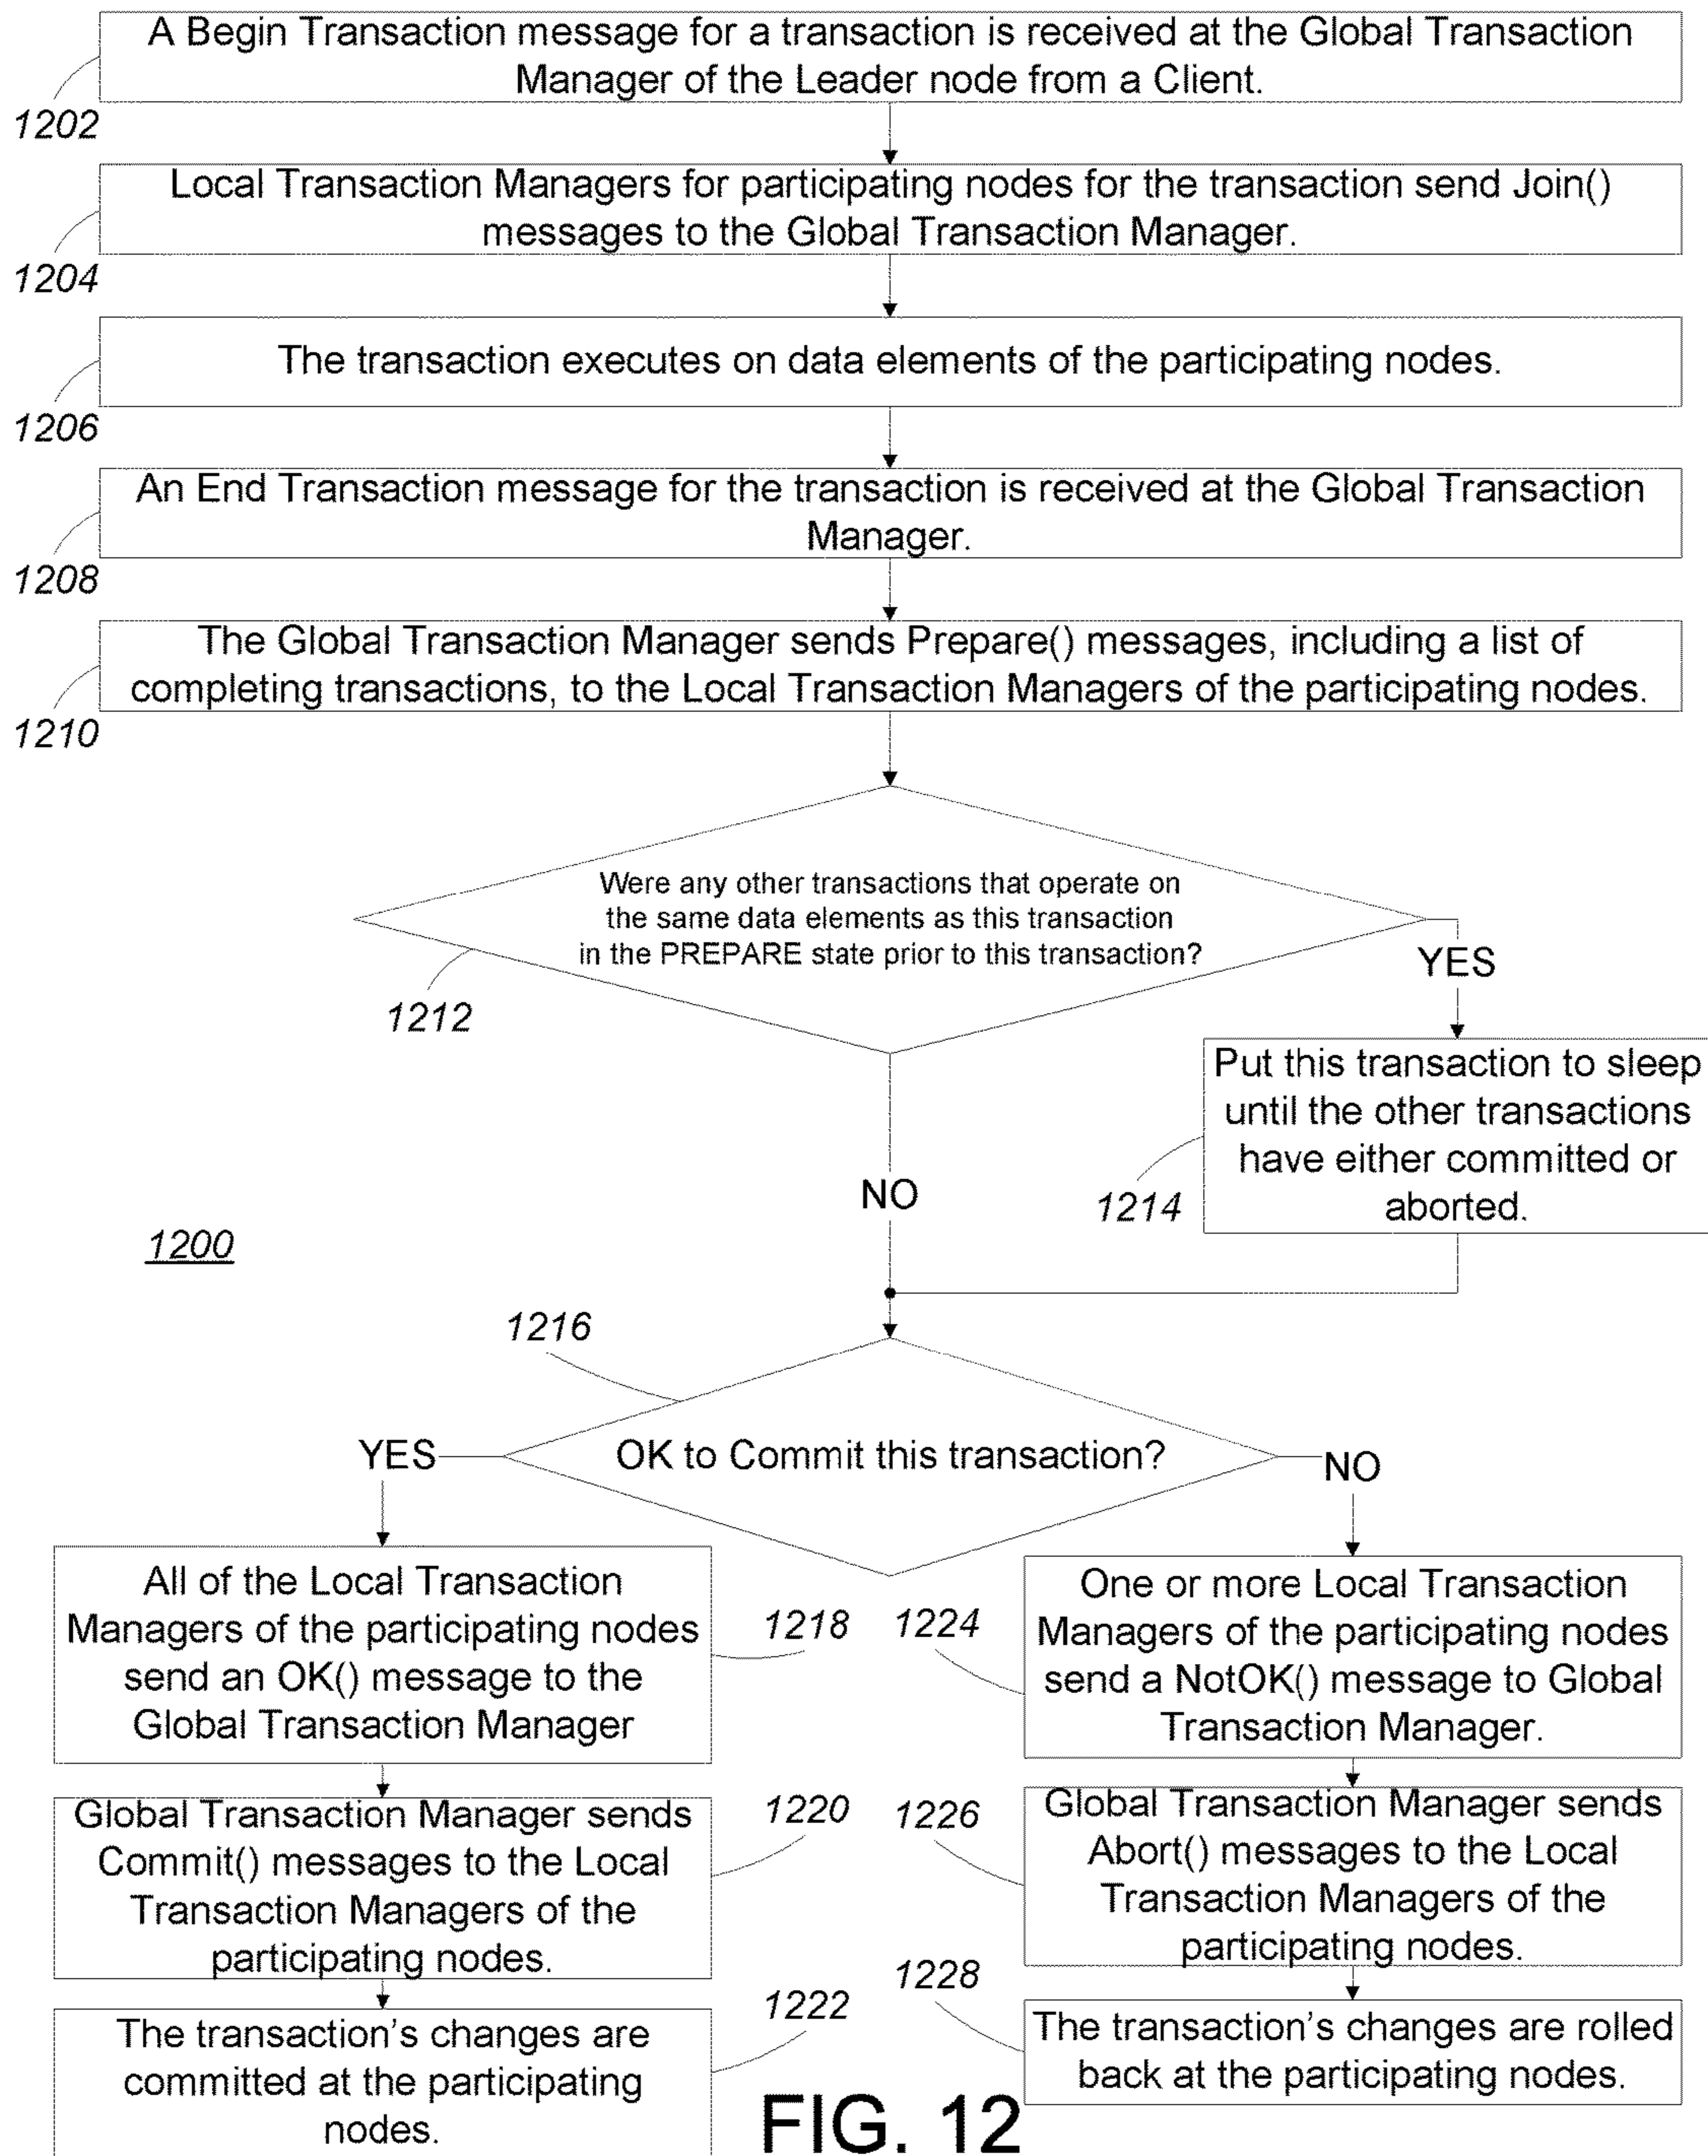 A Begin Transaction message for a transaction is received at the Global Transaction
Manager of the Leader node from a Client.
1202
Local Transaction Managers for participating nodes for the transaction send Join()
messages to the Global Transaction Manager.
1204
The transaction executes on data elements of the participating nodes.
1206
An End Transaction message for the transaction is received at the Global Transaction
Manager.
1208
The Global Transaction Manager sends Prepare() messages, including a list of
completing transactions, to the Local Transaction Managers of the participating nodes.
1210
Were any other transactions that operate on
the same data elements as this transaction
in the PREPARE state prior to this transaction?
1212
YES
Put this transaction to sleep
until the other transactions
have either committed or
aborted.
1214
NO
1200
1216
OK to Commit this transaction?
YES
NO
All of the Local Transaction
Managers of the participating nodes
send an OK() message to the
Global Transaction Manager
1218
1224
One or more Local Transaction
Managers of the participating nodes
send a NotOK() message to Global
Transaction Manager.
Global Transaction Manager sends
Commit() messages to the Local
Transaction Managers of the
participating nodes.
1220
1226
Global Transaction Manager sends
Abort() messages to the Local
Transaction Managers of the
participating nodes.
The transaction's changes are
committed at the participating
nodes.
1222
1228
The transaction's changes are rolled
back at the participating nodes.
FIG. 12